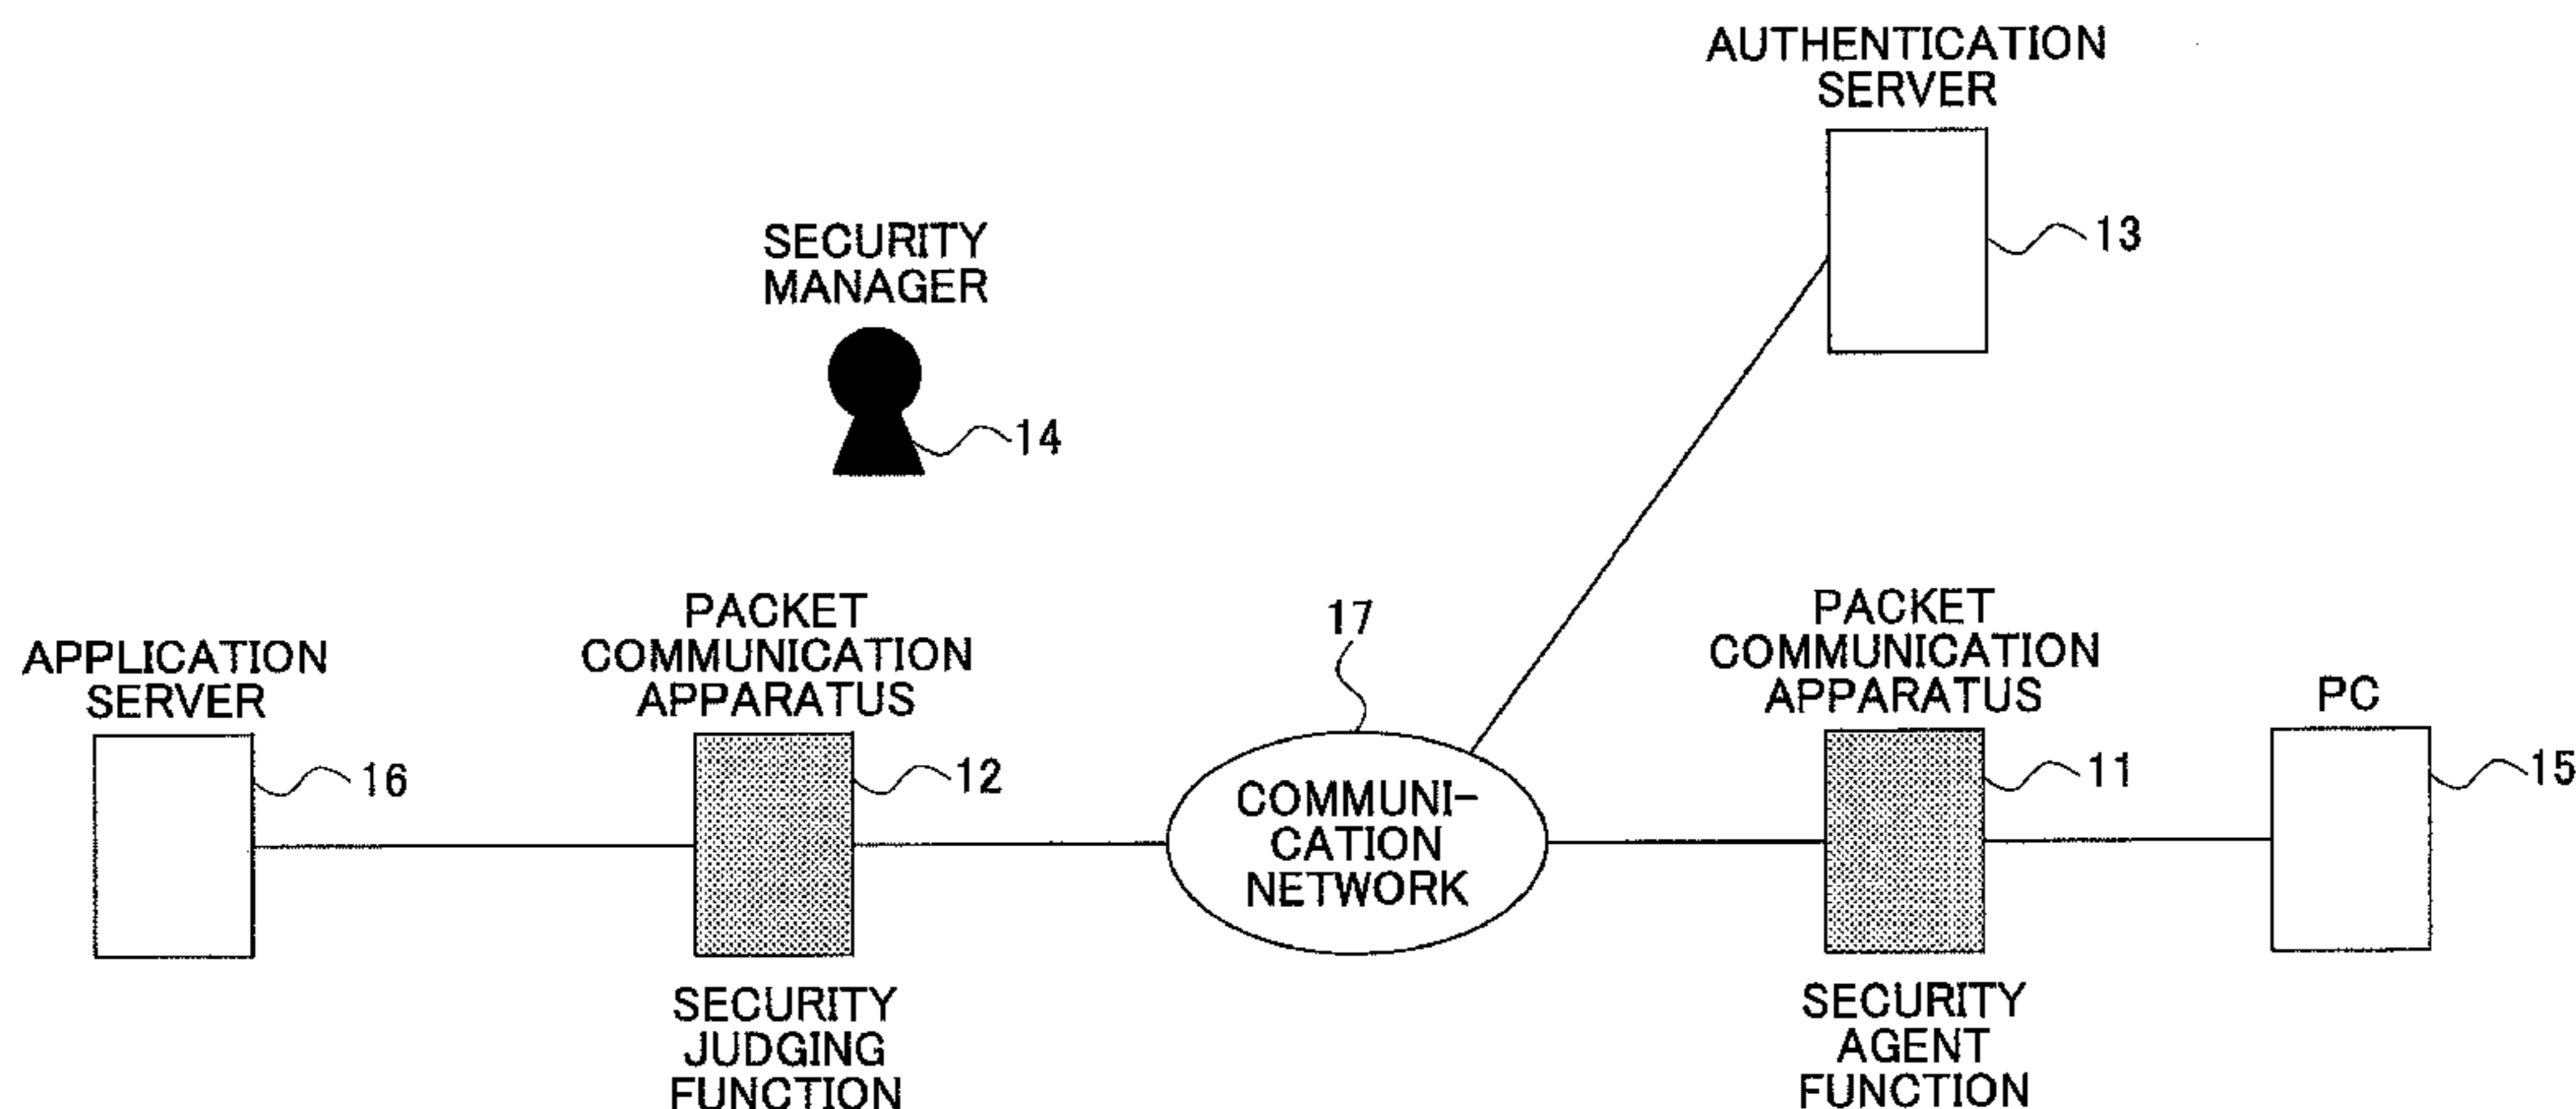 AUTHENTICATION
SERVER
13
SECURITY
MANAGER
14
APPLICATION
SERVER
16
PACKET
COMMUNICATION
APPARATUS
12
SECURITY
JUDGING
FUNCTION
17
COMMUNI-
CATION
NETWORK
PACKET
COMMUNICATION
APPARATUS
11
SECURITY
AGENT
FUNCTION
PC
15